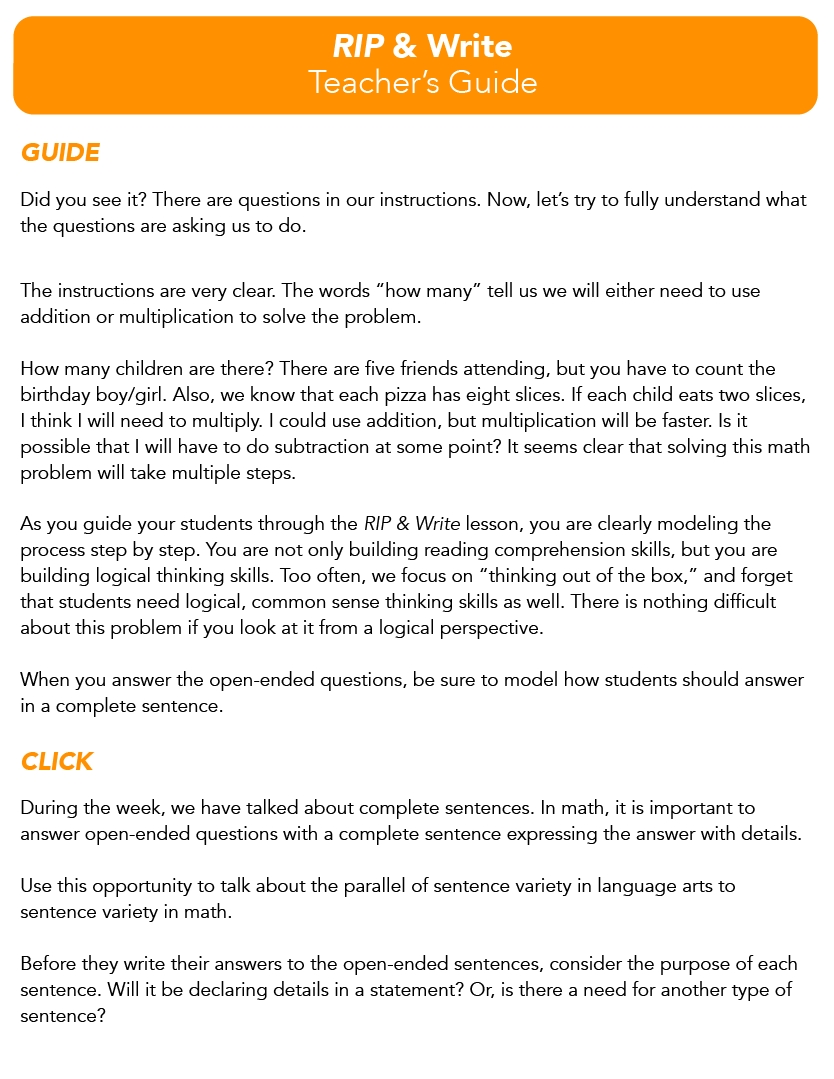 RIP & Write
Teacher’s Guide
GUIDE
Did you see it? There are questions in our instructions. Now, let’s try to fully understand what
the questions are asking us to do.
The instructions are very clear. The words “how many” tell us we will either need to use
addition or multiplication to solve the problem.
How many children are there? There are five friends attending, but you have to count the
birthday boy/girl. Also, we know that each pizza has eight slices. If each child eats two slices,
I think I will need to multiply. I could use addition, but multiplication will be faster. Is it
possible that I will have to do subtraction at some point? It seems clear that solving this math
problem will take multiple steps.
As you guide your students through the RIP & Write lesson, you are clearly modeling the
process step by step. You are not only building reading comprehension skills, but you are
building logical thinking skills. Too often, we focus on “thinking out of the box,” and forget
that students need logical, common sense thinking skills as well. There is nothing difficult
about this problem if you look at it from a logical perspective.
When you answer the open-ended questions, be sure to model how students should answer
in a complete sentence.
CLICK
During the week, we have talked about complete sentences. In math, it is important to
answer open-ended questions with a complete sentence expressing the answer with details.
Use this opportunity to talk about the parallel of sentence variety in language arts to
sentence variety in math.
Before they write their answers to the open-ended sentences, consider the purpose of each
sentence. Will it be declaring details in a statement? Or, is there a need for another type of
sentence?